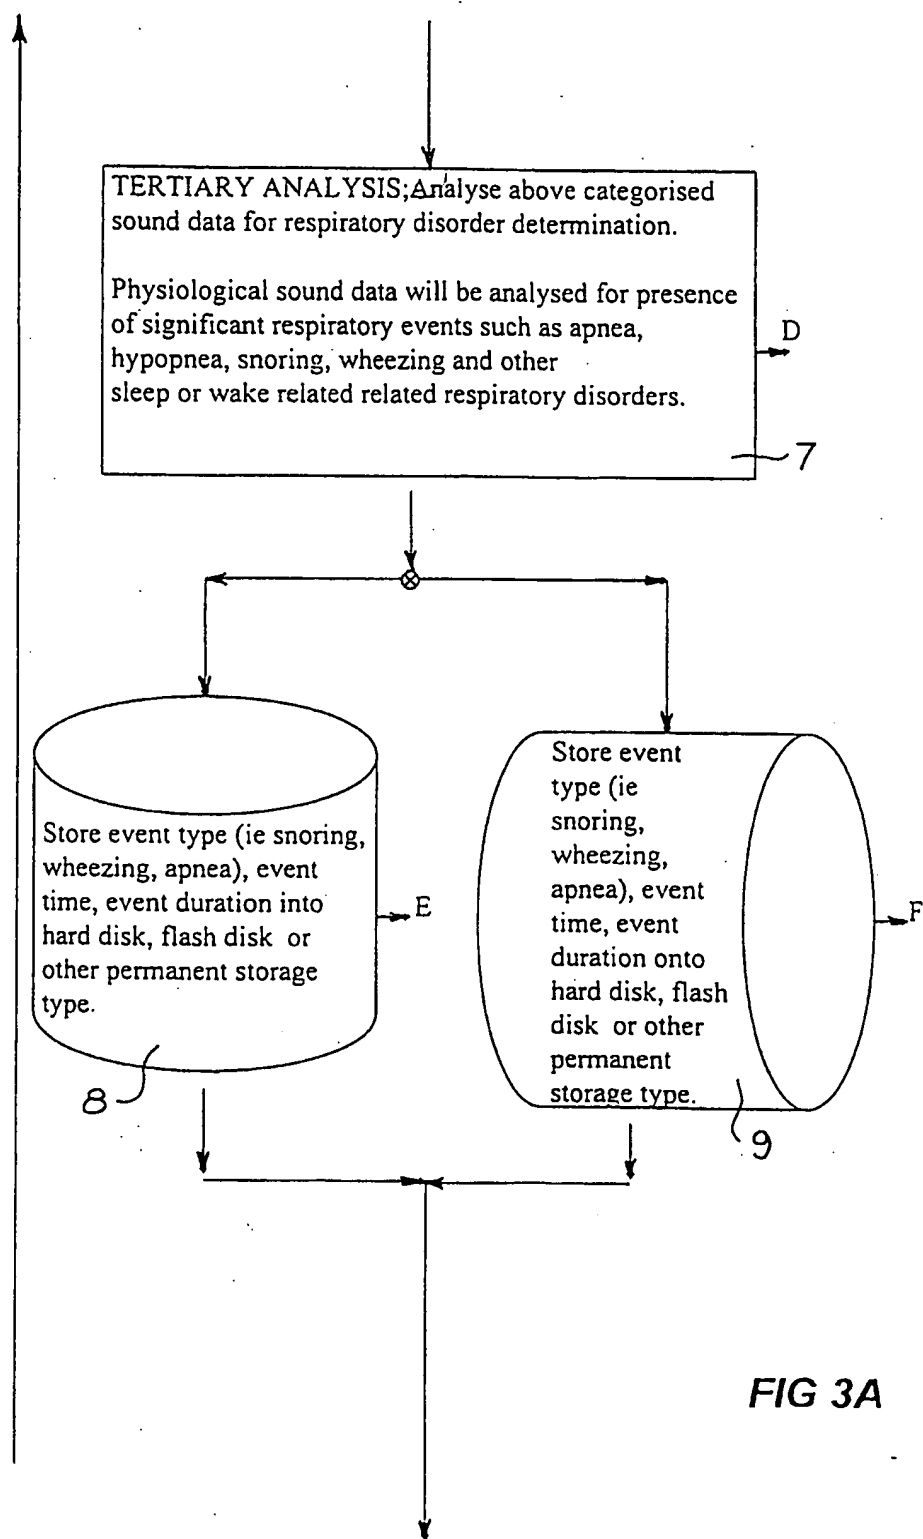 TERTIARY ANALYSIS;Analyse above categorised
sound data for respiratory disorder determination.
Physiological sound data will be analysed for presence
of significant respiratory events such as apnea,
hypopnea, snoring, wheezing and other
sleep or wake related related respiratory disorders.
D
7
Store event type (ie snoring,
wheezing, apnea), event
time, event duration into
hard disk, flash disk or
other permanent storage
type.
E
8
Store event
type (ie
snoring,
wheezing,
apnea), event
time, event
duration onto
hard disk, flash
disk or other
permanent
storage type.
F
9
FIG 3A